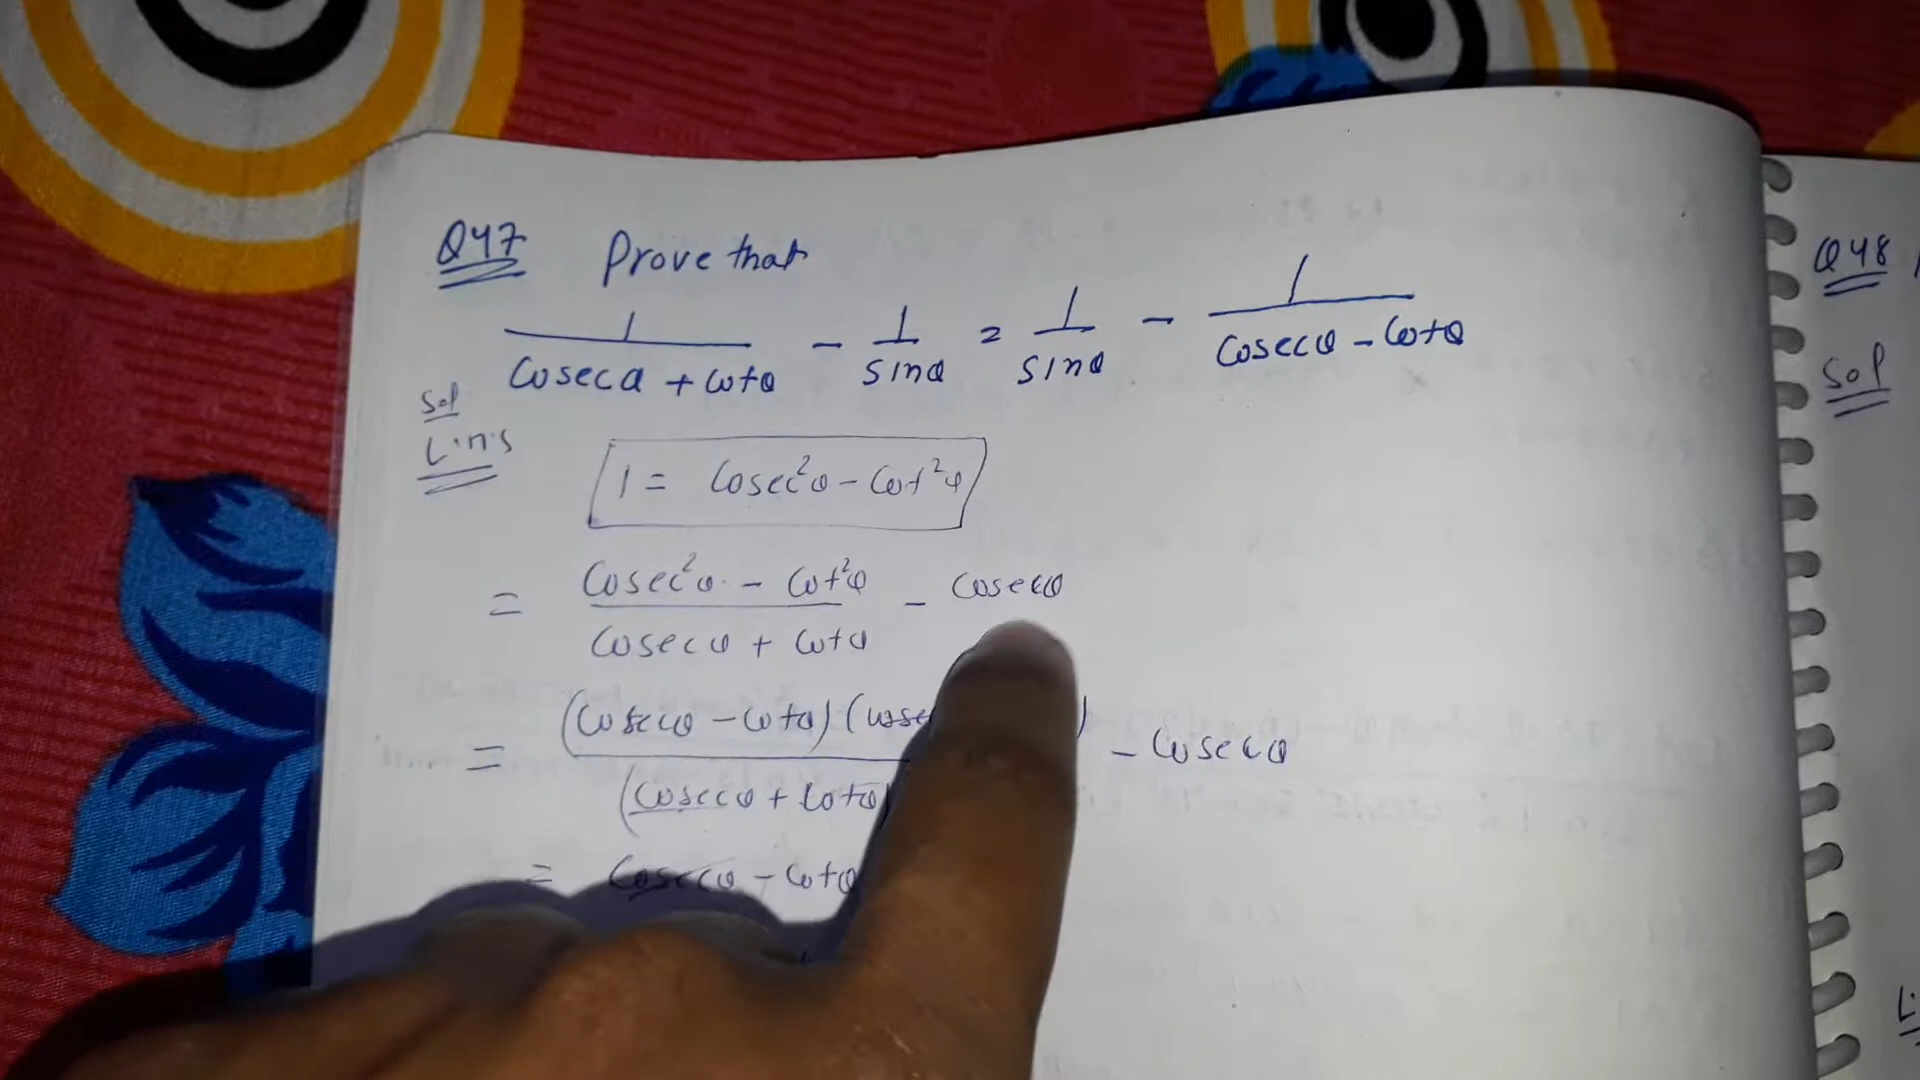 Q47 Prove that
1/(Cosecθ + Cotθ) - 1/Sinθ = 1/Sinθ - 1/(Cosecθ - Cotθ)
Sol
L.H.S
1 = Cosec²θ - Cot²θ
= (Cosec²θ - Cot²θ)/(Cosecθ + Cotθ) - Cosecθ
= (Cosecθ - Cotθ)(Cose )/(Cosecθ + Cotθ) - Cosecθ
= Cosecθ - Cotθ
Q48
Sol
L.